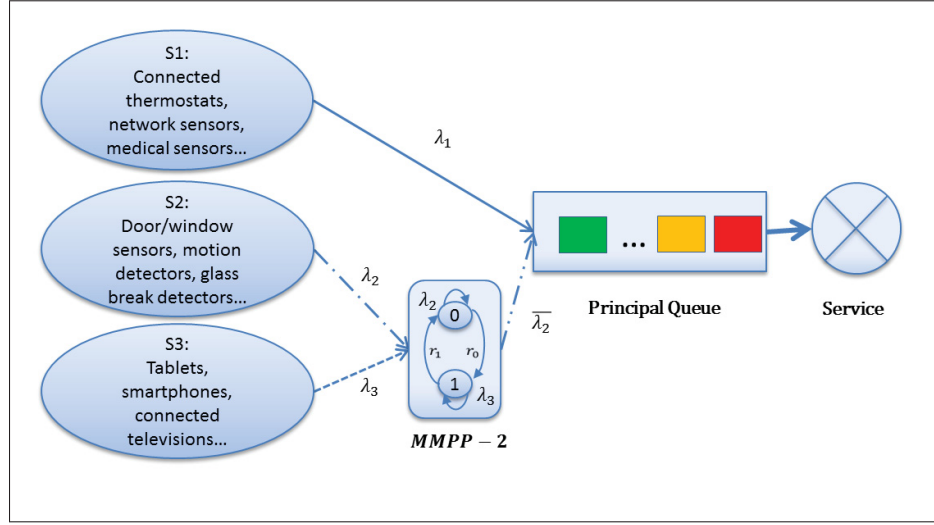 S1:
Connected
thermostats,
network sensors,
medical sensors...
λ1
S2:
Door/window
sensors, motion
detectors, glass
break detectors...
λ2
S3:
Tablets,
smartphones,
connected
televisions...
λ3
λ2
0
r1
r0
1
λ3
MMPP − 2
λ2
...
Principal Queue
Service